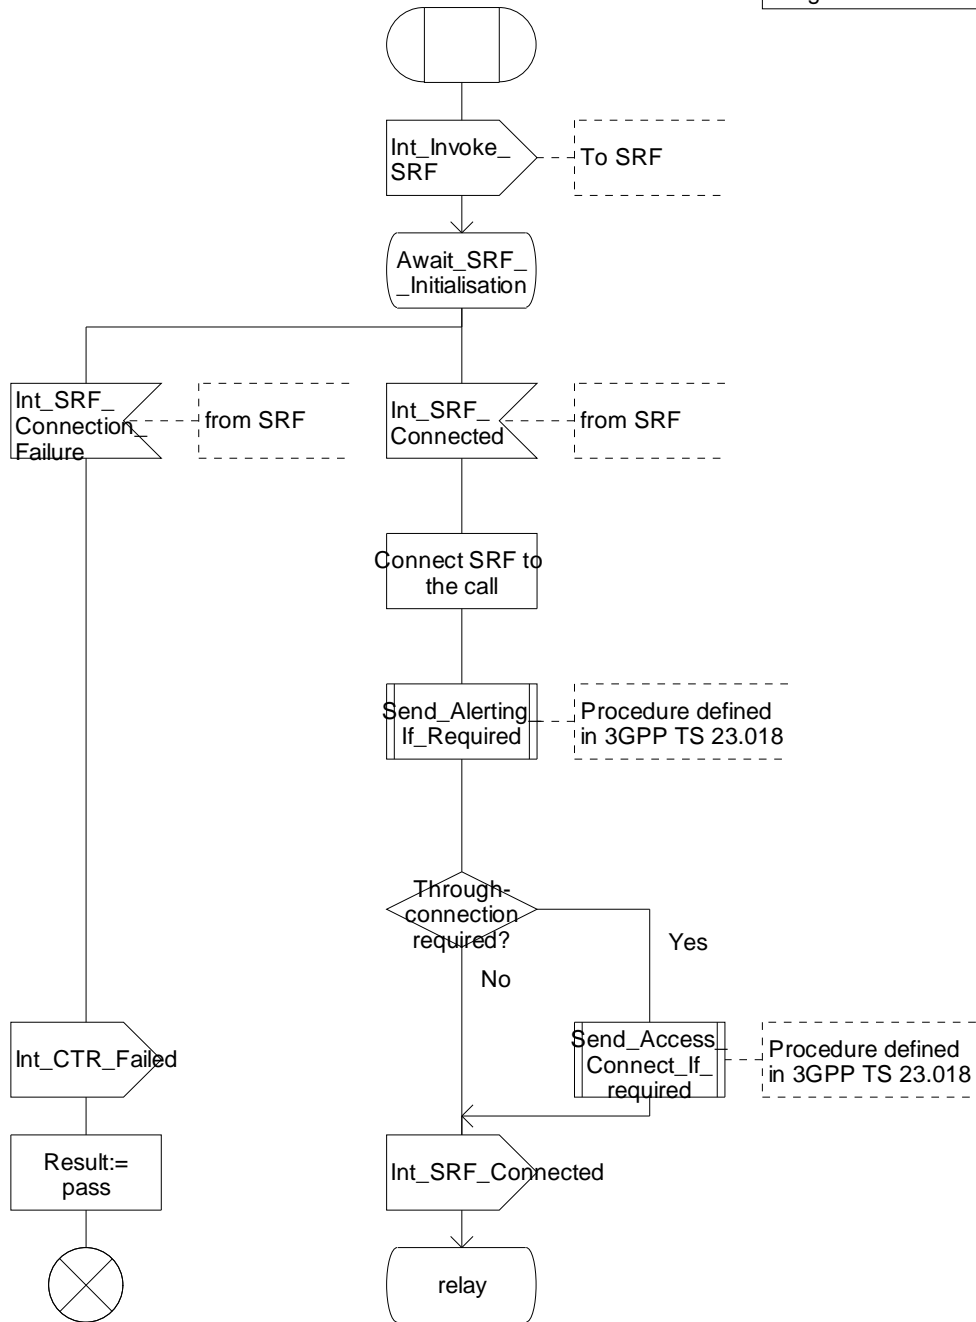 Int_Invoke_
SRF
To SRF
Await_SRF_
_Initialisation
Int_SRF_
Connection_
Failure
from SRF
Int_SRF_
Connected
from SRF
Connect SRF to
the call
Send_Alerting_
If_Required
Procedure defined
in 3GPP TS 23.018
Through-
connection
required?
Yes
No
Int_CTR_Failed
Send_Access_
Connect_If_
required
Procedure defined
in 3GPP TS 23.018
Result:=
pass
Int_SRF_Connected
relay